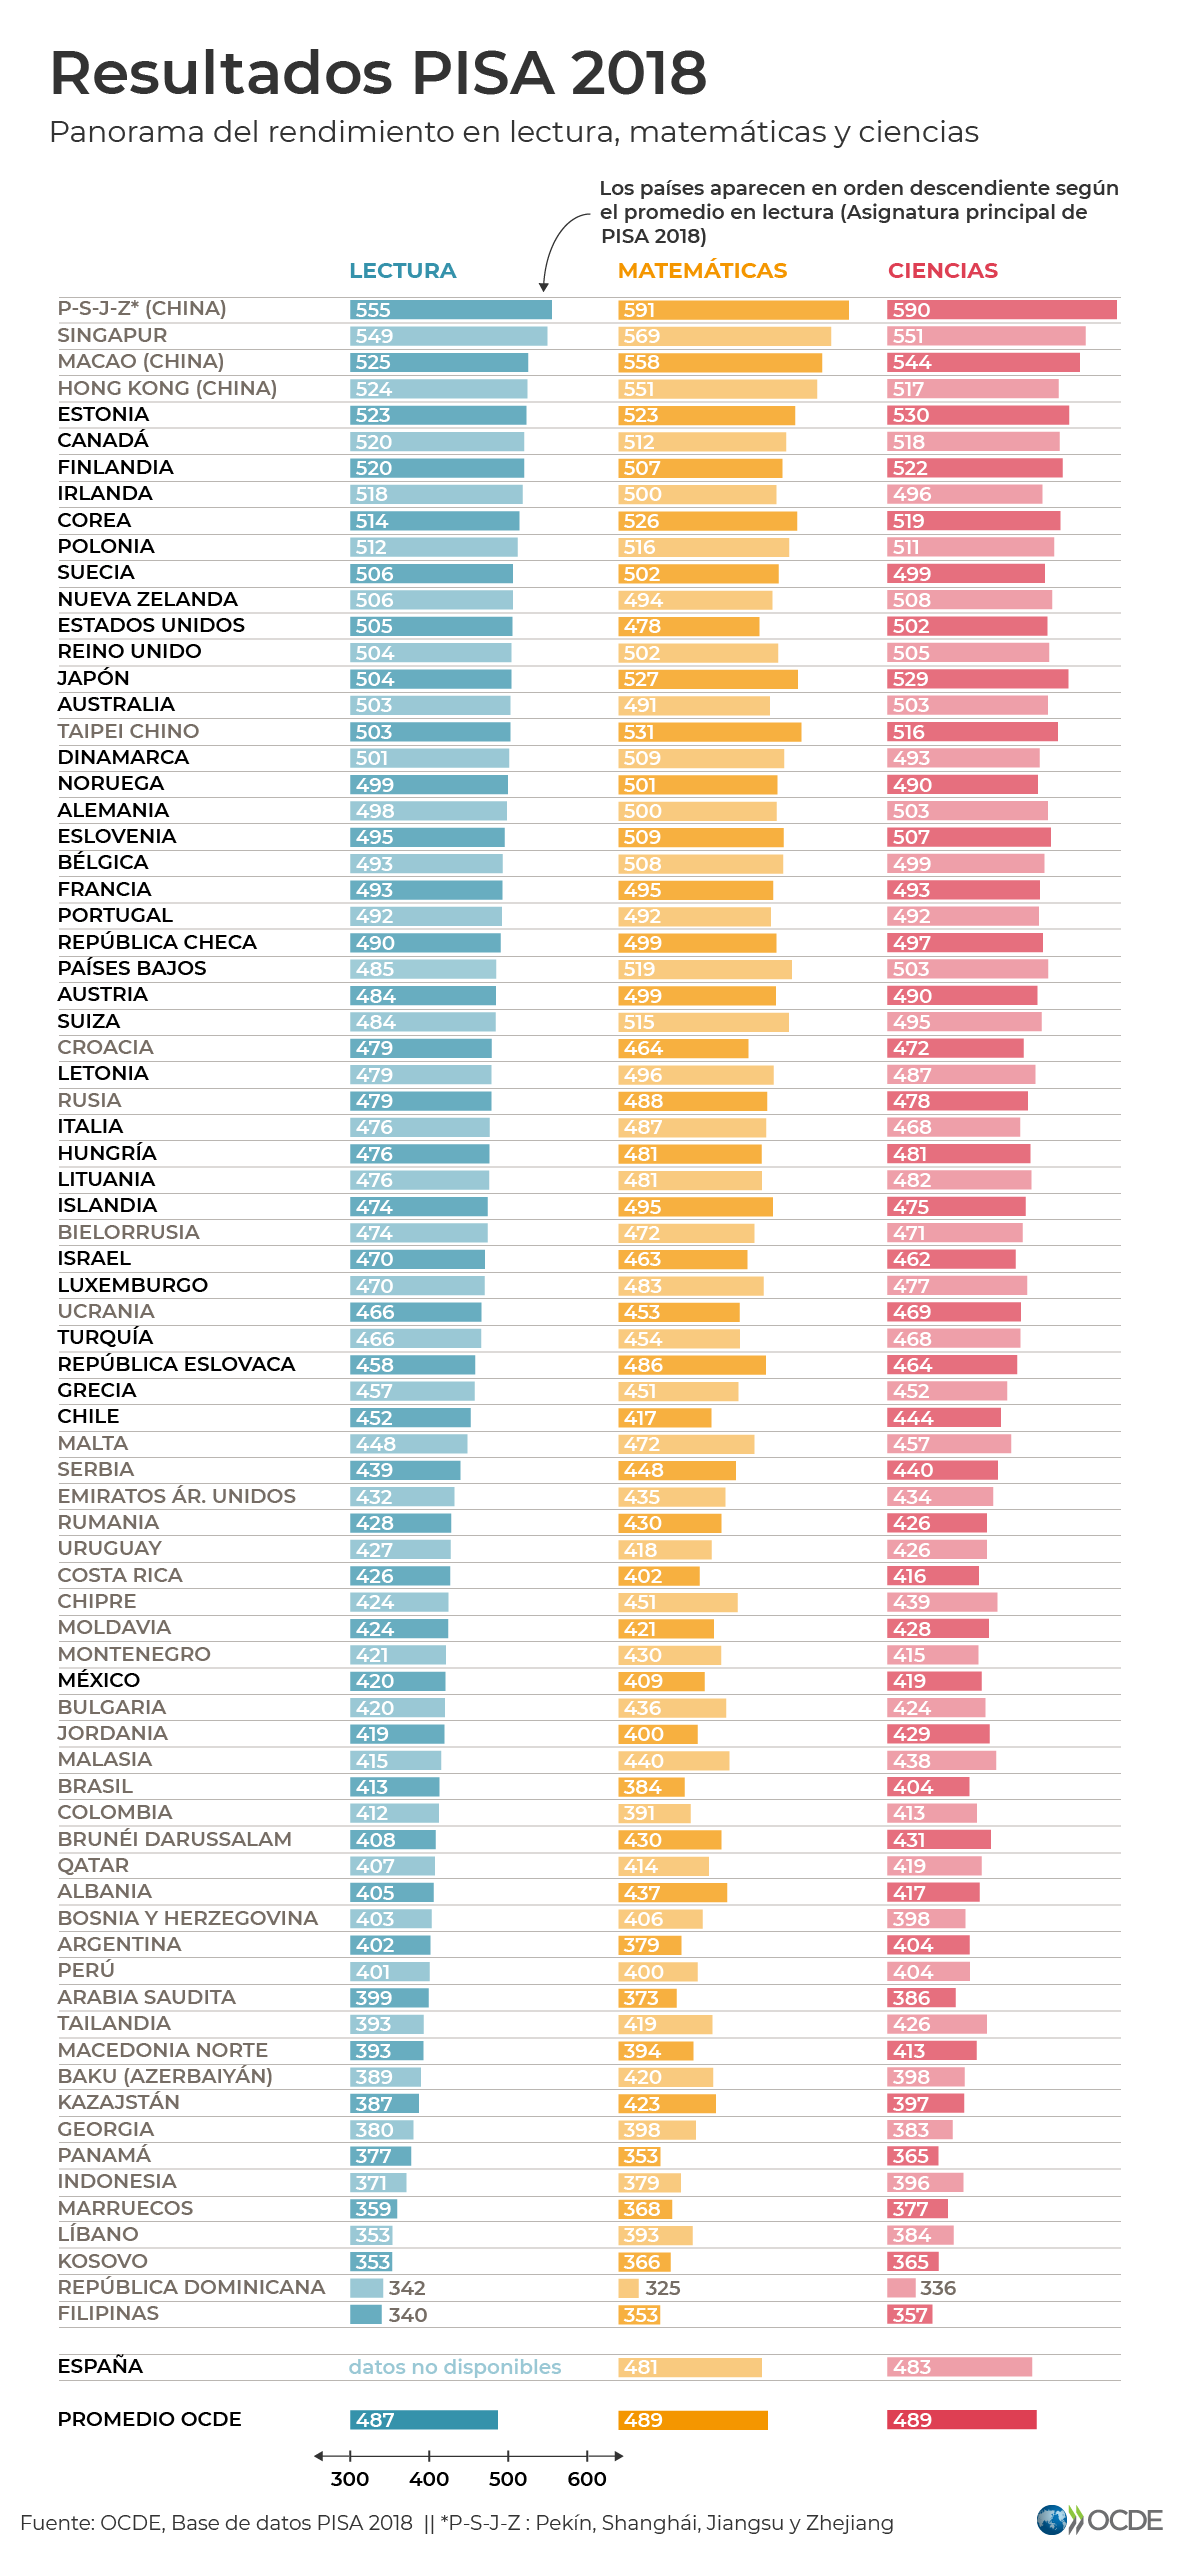 Resultados PISA 2018
Panorama del rendimiento en lectura, matemáticas y ciencias
Los países aparecen en orden descendiente según
el promedio en lectura (Asignatura principal de
PISA 2018)
LECTURA MATEMÁTICAS CIENCIAS
P-S-J-Z* (CHINA) 555 591 590
SINGAPUR 549 569 551
MACAO (CHINA) 525 558 544
HONG KONG (CHINA) 524 551 517
ESTONIA 523 523 530
CANADÁ 520 512 518
FINLANDIA 520 507 522
IRLANDA 518 500 496
COREA 514 526 519
POLONIA 512 516 511
SUECIA 506 502 499
NUEVA ZELANDA 506 494 508
ESTADOS UNIDOS 505 478 502
REINO UNIDO 504 502 505
JAPÓN 504 527 529
AUSTRALIA 503 491 503
TAIPEI CHINO 503 531 516
DINAMARCA 501 509 493
NORUEGA 499 501 490
ALEMANIA 498 500 503
ESLOVENIA 495 509 507
BÉLGICA 493 508 499
FRANCIA 493 495 493
PORTUGAL 492 492 492
REPÚBLICA CHECA 490 499 497
PAÍSES BAJOS 485 519 503
AUSTRIA 484 499 490
SUIZA 484 515 495
CROACIA 479 464 472
LETONIA 479 496 487
RUSIA 479 488 478
ITALIA 476 487 468
HUNGRÍA 476 481 481
LITUANIA 476 481 482
ISLANDIA 474 495 475
BIELORRUSIA 474 472 471
ISRAEL 470 463 462
LUXEMBURGO 470 483 477
UCRANIA 466 453 469
TURQUÍA 466 454 468
REPÚBLICA ESLOVACA 458 486 464
GRECIA 457 451 452
CHILE 452 417 444
MALTA 448 472 457
SERBIA 439 448 440
EMIRATOS ÁR. UNIDOS 432 435 434
RUMANIA 428 430 426
URUGUAY 427 418 426
COSTA RICA 426 402 416
CHIPRE 424 451 439
MOLDAVIA 424 421 428
MONTENEGRO 421 430 415
MÉXICO 420 409 419
BULGARIA 420 436 424
JORDANIA 419 400 429
MALASIA 415 440 438
BRASIL 413 384 404
COLOMBIA 412 391 413
BRUNÉI DARUSSALAM 408 430 431
QATAR 407 414 419
ALBANIA 405 437 417
BOSNIA Y HERZEGOVINA 403 406 398
ARGENTINA 402 379 404
PERÚ 401 400 404
ARABIA SAUDITA 399 373 386
TAILANDIA 393 419 426
MACEDONIA NORTE 393 394 413
BAKU (AZERBAIYÁN) 389 420 398
KAZAJSTÁN 387 423 397
GEORGIA 380 398 383
PANAMÁ 377 353 365
INDONESIA 371 379 396
MARRUECOS 359 368 377
LÍBANO 353 393 384
KOSOVO 353 366 365
REPÚBLICA DOMINICANA 342 325 336
FILIPINAS 340 353 357
ESPAÑA datos no disponibles 481 483
PROMEDIO OCDE 487 489 489
300 400 500 600
Fuente: OCDE, Base de datos PISA 2018 || *P-S-J-Z : Pekín, Shanghái, Jiangsu y Zhejiang
OCDE